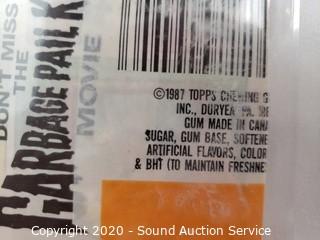 DON'T MISS
THE
GARBAGE PAIL K
MOVIE
©1987 TOPPS CHEWING G
INC., DURYEA PA.
GUM MADE IN CANA
SUGAR, GUM BASE, SOFTENE
ARTIFICIAL FLAVORS, COLOR
& BHT (TO MAINTAIN FRESHNE
Copyright 2020 - Sound Auction Service